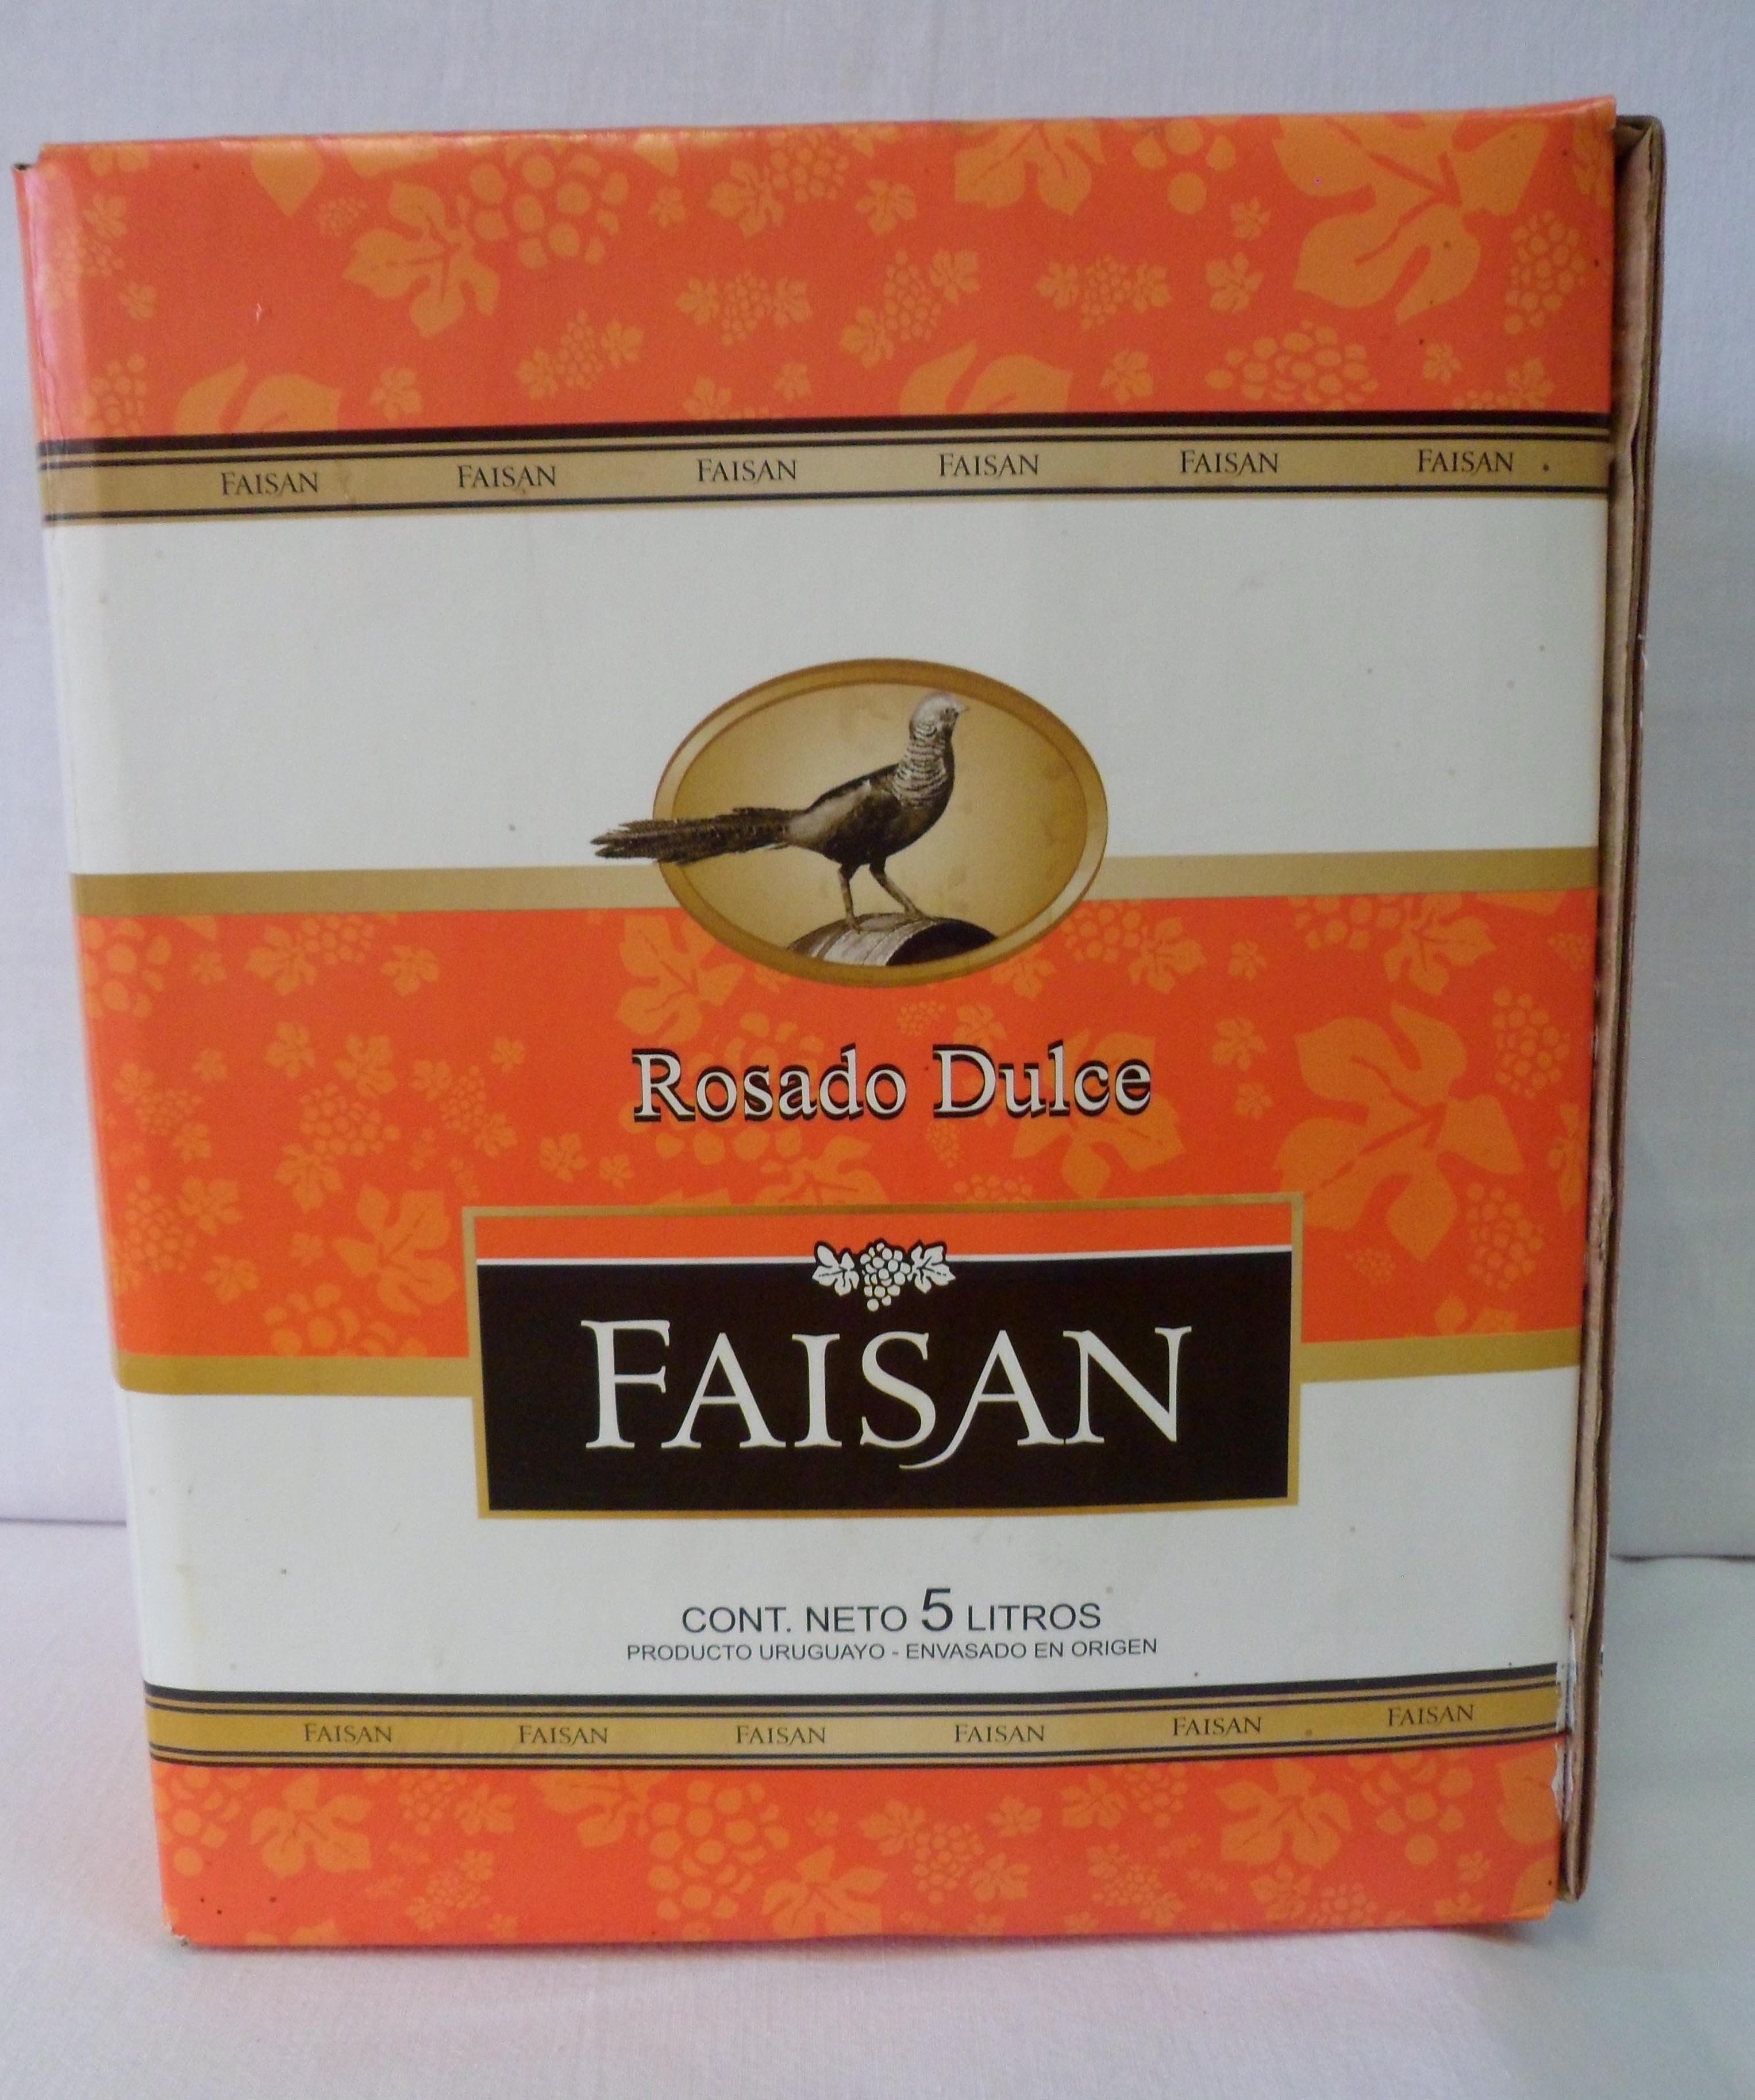 FAISAN FAISAN FAISAN FAISAN FAISAN FAISAN
Rosado Dulce
FAISAN
CONT. NETO 5 LITROS
PRODUCTO URUGUAYO - ENVASADO EN ORIGEN
FAISAN FAISAN FAISAN FAISAN FAISAN FAISAN